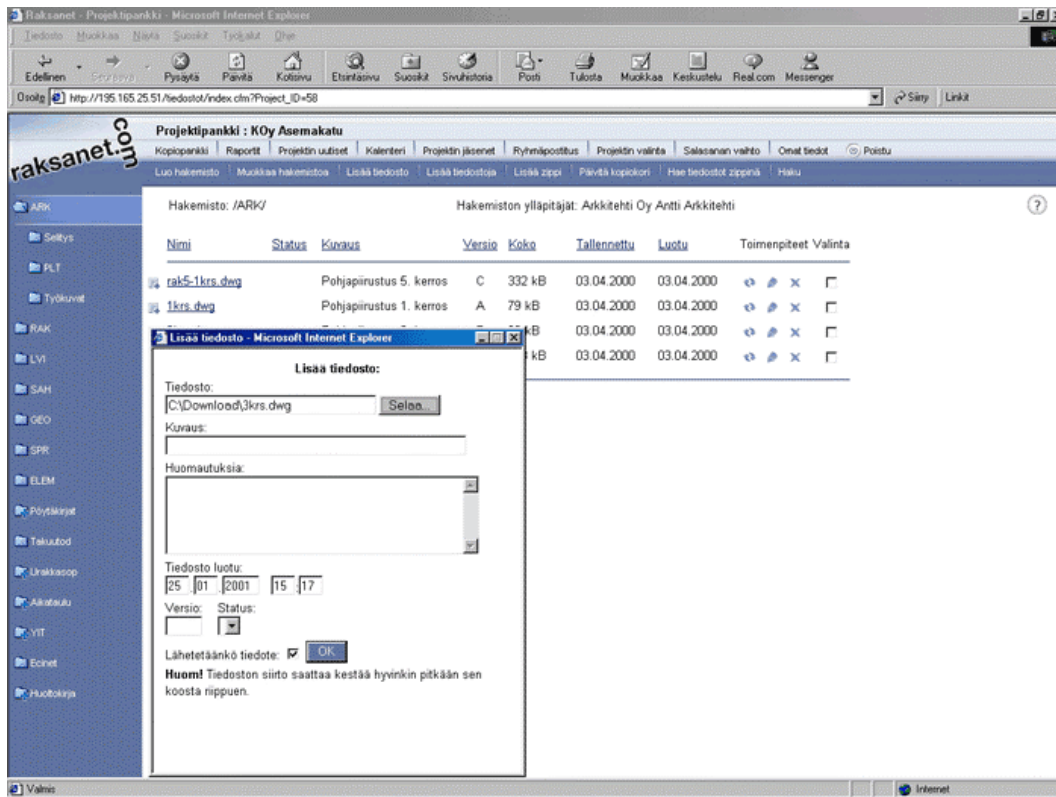 Raksanet - Projektipankki - Microsoft Internet Explorer
Tiedosto Muokkaa Näytä Suosikit Työkalut Ohje
Edellinen Seuraava Pysäytä Päivitä Kotisivu Etsintäsivu Suosikit Sivuhistoria Posti Tulosta Muokkaa Keskustelu Real.com Messenger
Osoite http://195.165.25.51/tiedostot/index.cfm?Project_ID=58 Siirry Linkit
raksanet.com
Projektipankki : KOy Asemakatu
Kopiopankki Raportit Projektin uutiset Kalenteri Projektin jäsenet Ryhmäpostitus Projektin valinta Salasanan vaihto Omat tiedot Poistu
Luo hakemisto Muokkaa hakemistoa Lisää tiedosto Lisää tiedostoja Lisää zippi Päivitä kopiokori Hae tiedostot zippinä Haku
ARK
Selitys
PLT
Työkuvat
RAK
LVI
SAH
GEO
SPR
ELEM
Pöytäkirjat
Takuutod
Urakkasop
Aikataulu
YIT
Ecinet
Huoltokirja
Hakemisto: /ARK/ Hakemiston ylläpitäjät: Arkkitehti Oy Antti Arkkitehti ?
Nimi Status Kuvaus Versio Koko Tallennettu Luotu Toimenpiteet Valinta
rak5-1krs.dwg Pohjapiirustus 5. kerros C 332 kB 03.04.2000 03.04.2000
1krs.dwg Pohjapiirustus 1. kerros A 79 kB 03.04.2000 03.04.2000
kB 03.04.2000 03.04.2000
kB 03.04.2000 03.04.2000
Lisää tiedosto - Microsoft Internet Explorer
Lisää tiedosto:
Tiedosto:
C:\Download\3krs.dwg Selaa...
Kuvaus:
Huomautuksia:
Tiedosto luotu:
25 .01 .2001 15 :17
Versio: Status:
Lähetetäänkö tiedote: OK
Huom! Tiedoston siirto saattaa kestää hyvinkin pitkään sen
koosta riippuen.
Valmis Internet